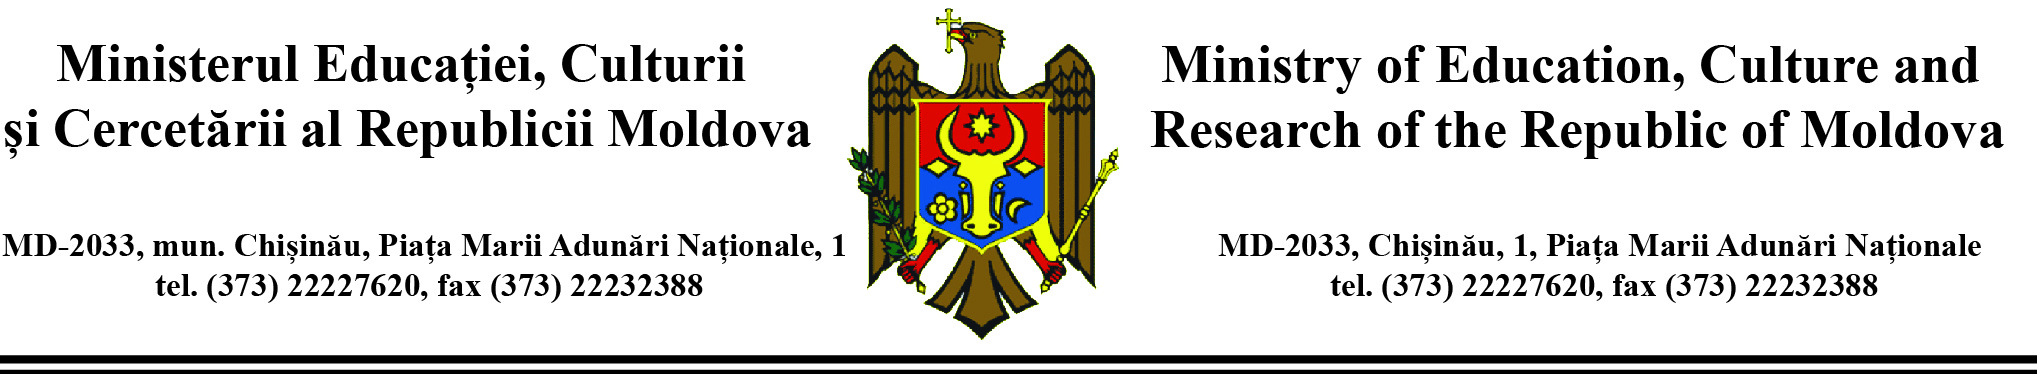 Ministerul Educației, Culturii
și Cercetării al Republicii Moldova
MD-2033, mun. Chișinău, Piața Marii Adunări Naționale, 1
tel. (373) 22227620, fax (373) 22232388
Ministry of Education, Culture and
Research of the Republic of Moldova
MD-2033, Chișinău, 1, Piața Marii Adunări Naționale
tel. (373) 22227620, fax (373) 22232388